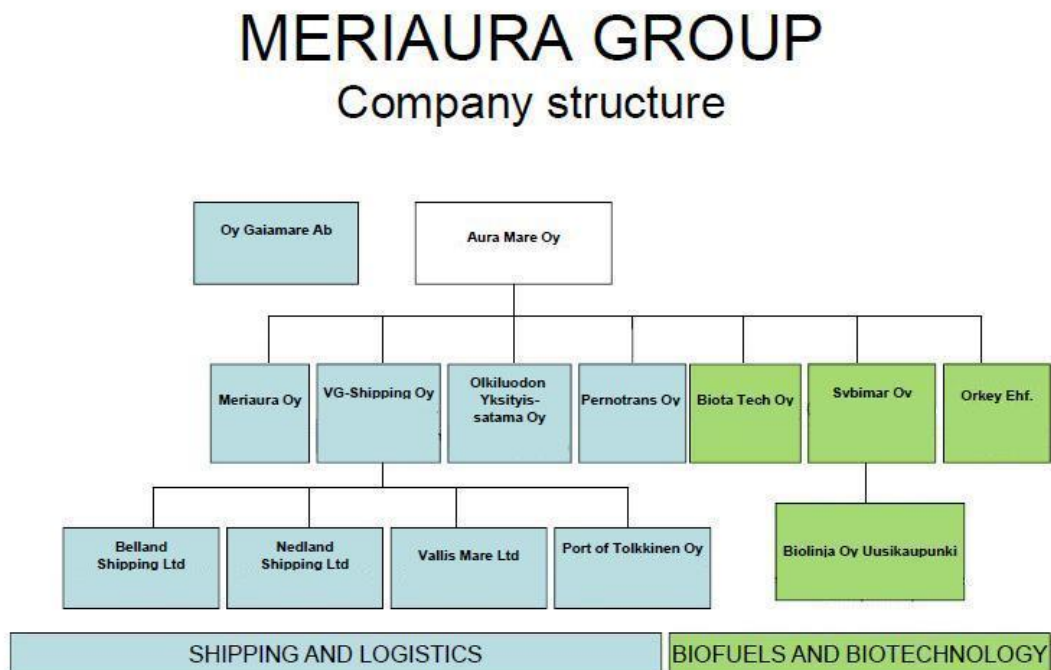 MERIAURA GROUP
Company structure
Oy Gaiamare Ab
Aura Mare Oy
Meriaura Oy
VG-Shipping Oy
Olkiluodon
Yksityis-
satama Oy
Pernotrans Oy
Biota Tech Oy
Svbimar Ov
Orkey Ehf.
Belland
Shipping Ltd
Nedland
Shipping Ltd
Vallis Mare Ltd
Port of Tolkkinen Oy
Biolinja Oy Uusikaupunki
SHIPPING AND LOGISTICS
BIOFUELS AND BIOTECHNOLOGY